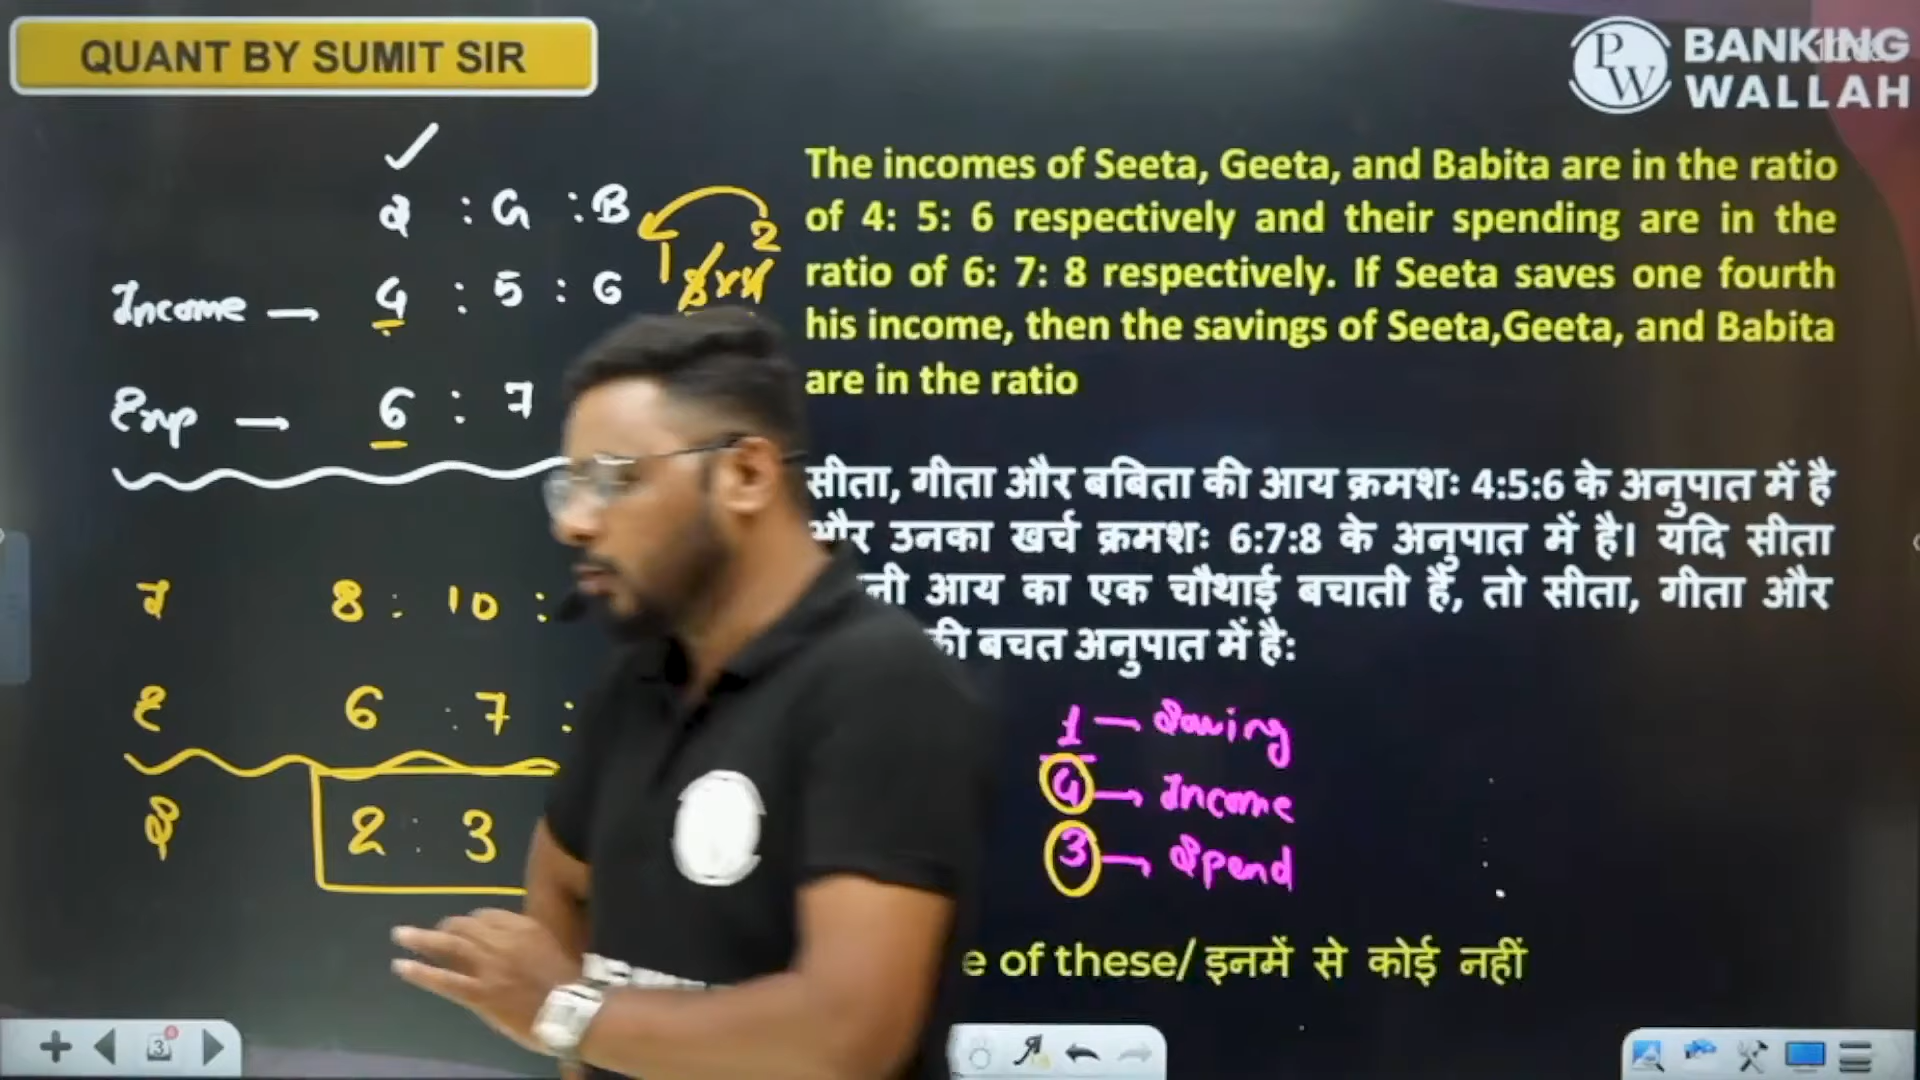 QUANT BY SUMIT SIR
PW BANKING WALLAH
The incomes of Seeta, Geeta, and Babita are in the ratio
of 4: 5: 6 respectively and their spending are in the
ratio of 6: 7: 8 respectively. If Seeta saves one fourth
his income, then the savings of Seeta,Geeta, and Babita
are in the ratio
सीता, गीता और बबिता की आय क्रमशः 4:5:6 के अनुपात में है
और उनका खर्च क्रमशः 6:7:8 के अनुपात में है। यदि सीता
नी आय का एक चौथाई बचाती है, तो सीता, गीता और
की बचत अनुपात में है:
1 — Saving
4 → Income
3 → Spend
e of these/ इनमें से कोई नहीं
S : G : B
Income → 4 : 5 : 6
1 2
Exp → 6 : 7
I 8 : 10 :
E 6 : 7 :
S 2 : 3
3